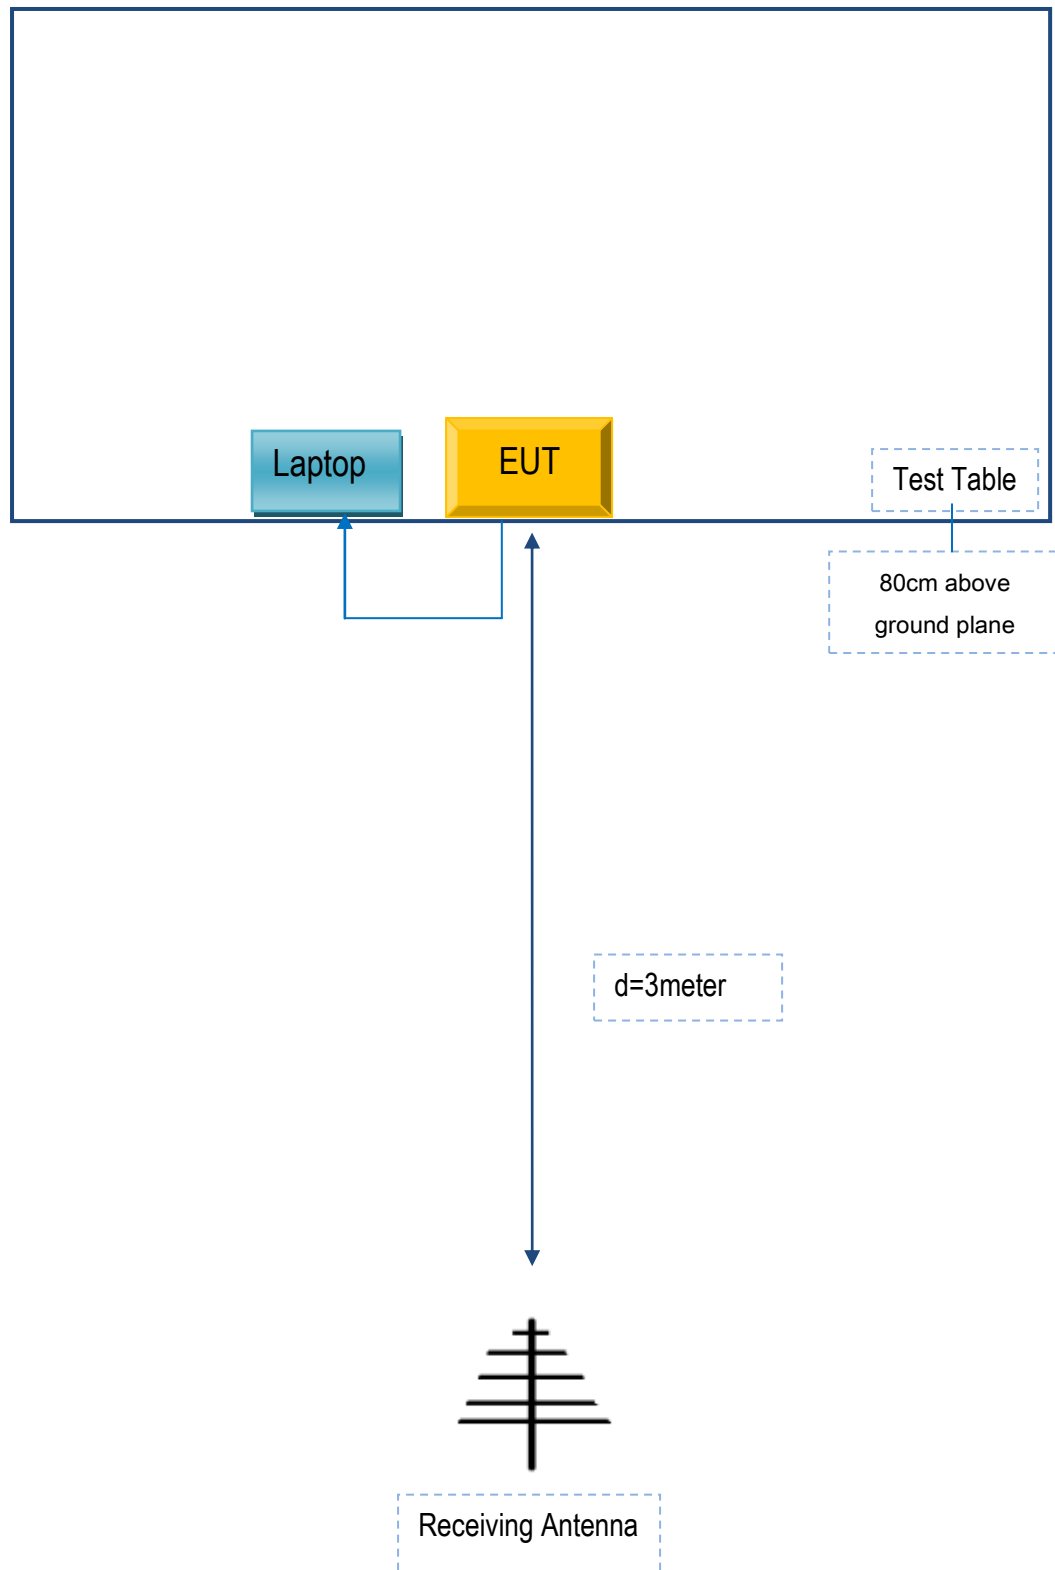 Laptop
EUT
Test Table
80cm above
ground plane
d=3meter
Receiving Antenna